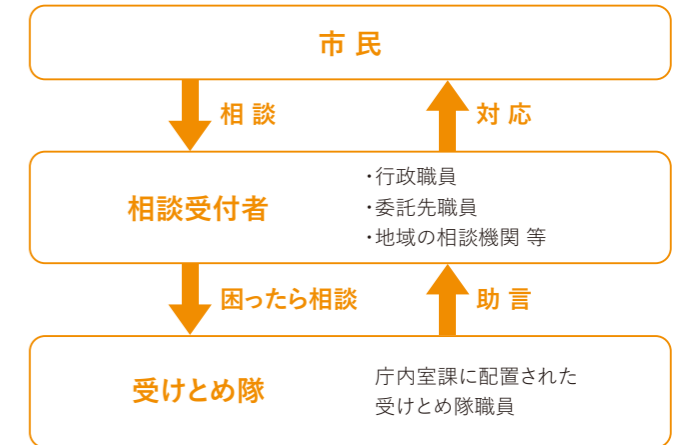 市 民
相 談
対 応
相談受付者
・行政職員
・委託先職員
・地域の相談機関 等
困ったら相談
助 言
受けとめ隊
庁内室課に配置された
受けとめ隊職員